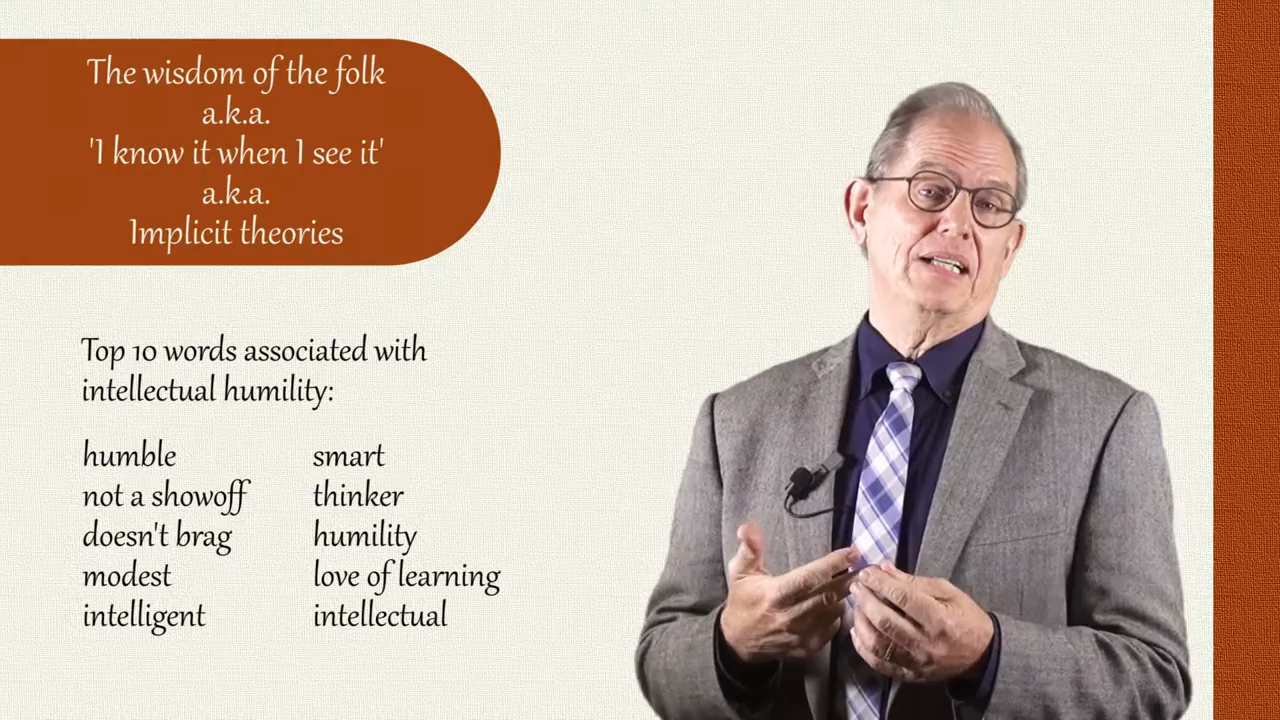 The wisdom of the folk
a.k.a.
'I know it when I see it'
a.k.a.
Implicit theories
Top 10 words associated with
intellectual humility:
humble
not a showoff
doesn't brag
modest
intelligent
smart
thinker
humility
love of learning
intellectual